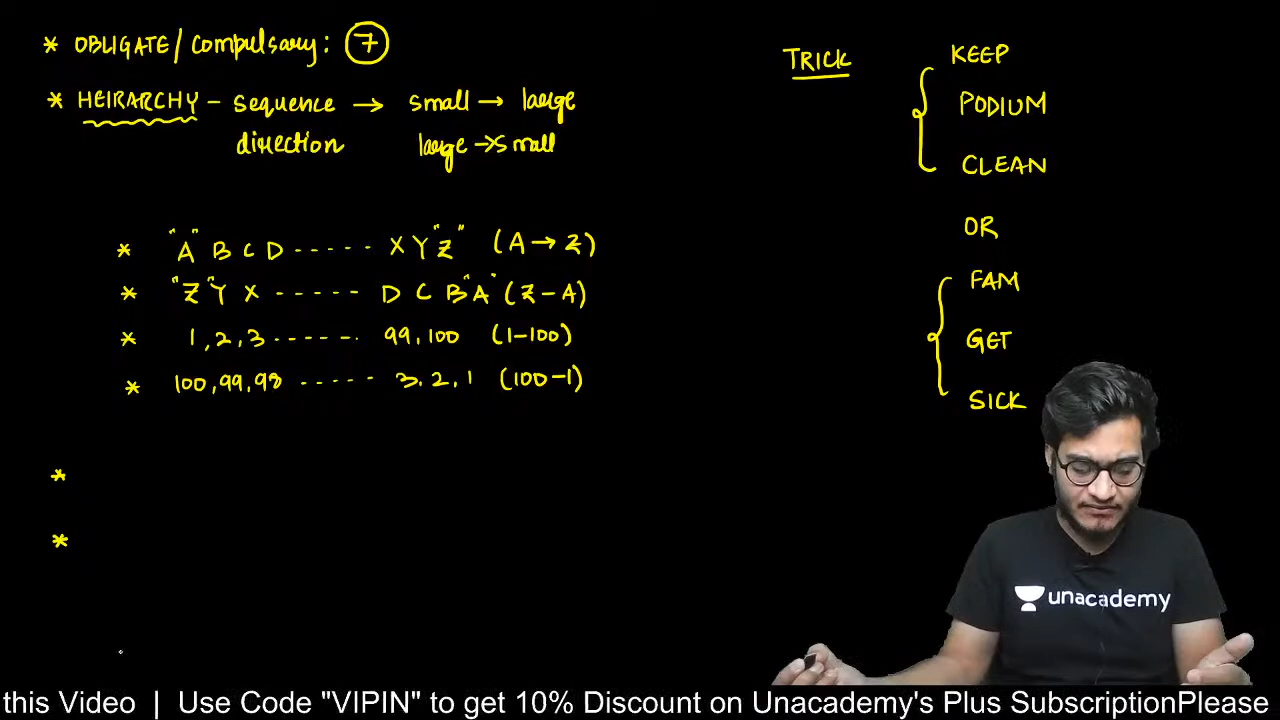 * OBLIGATE / Compulsary: 7
* HEIRARCHY - sequence → small → large
direction large → small
* "A" B C D ------ X Y "Z" (A → Z)
* "Z" Y X ------ D C B "A" (Z - A)
* 1, 2, 3 ------- 99, 100 (1-100)
* 100, 99, 98 ------ 3, 2, 1 (100-1)
*
*
TRICK
KEEP
PODIUM
CLEAN
OR
FAM
GET
SICK
unacademy
this Video | Use Code "VIPIN" to get 10% Discount on Unacademy's Plus SubscriptionPlease